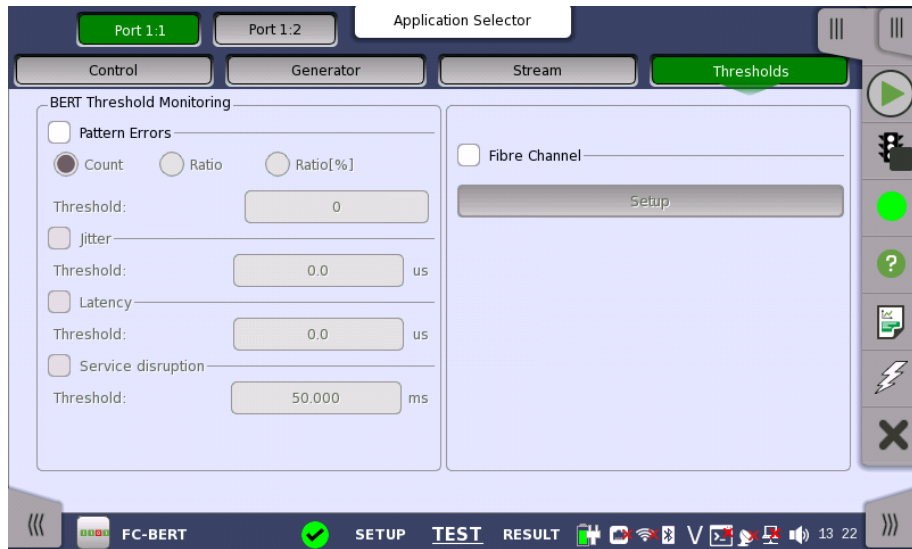 Application Selector
Port 1:1 Port 1:2
Control Generator Stream Thresholds
BERT Threshold Monitoring
Pattern Errors
Count Ratio Ratio[%]
Threshold: 0
Jitter
Threshold: 0.0 us
Latency
Threshold: 0.0 us
Service disruption
Threshold: 50.000 ms
Fibre Channel
Setup
FC-BERT SETUP TEST RESULT V 13 22